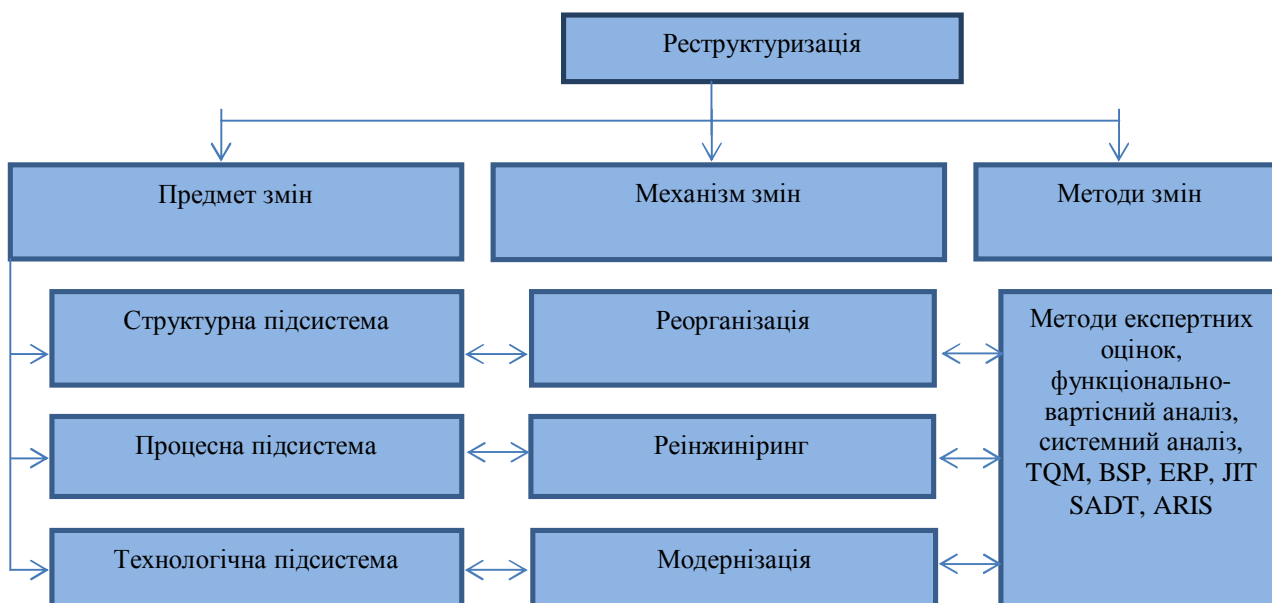 Реструктуризація
Предмет змін
Механізм змін
Методи змін
Структурна підсистема
Реорганізація
Методи експертних
оцінок,
функціонально-
вартісний аналіз,
системний аналіз,
TQM, BSP, ERP, JIT
SADT, ARIS
Процесна підсистема
Реінжиніринг
Технологічна підсистема
Модернізація